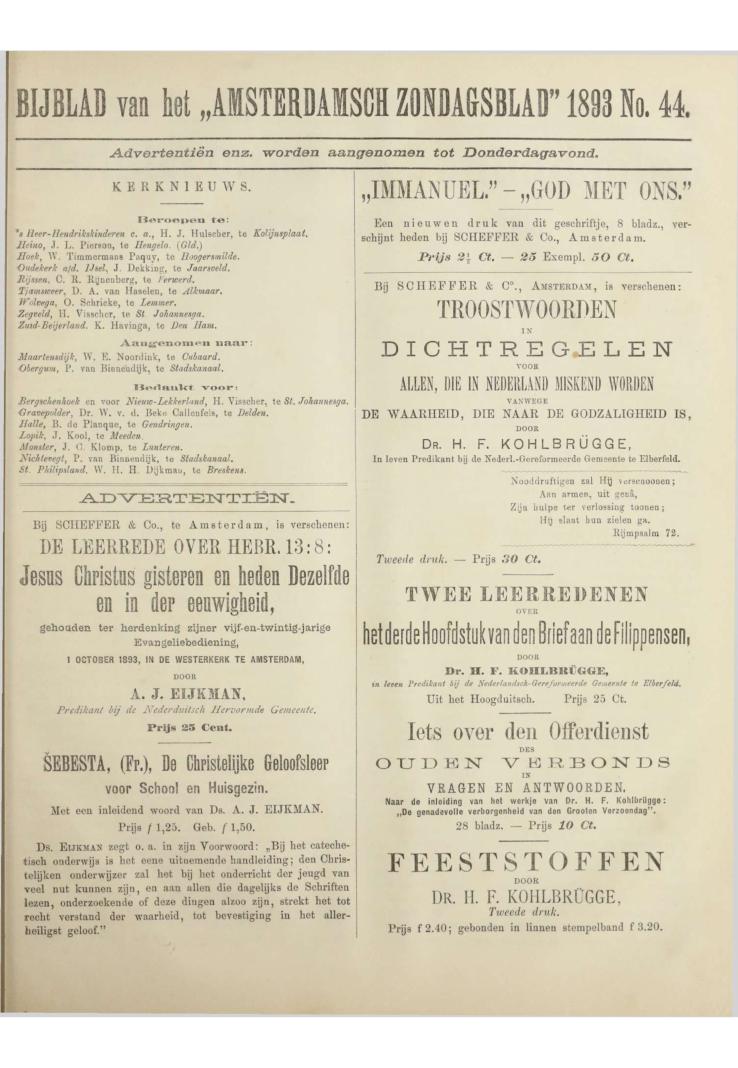 BIJBLAD van het „AMSTERDAMSCH ZONDAGSBLAD” 1893 No. 44.
Advertentiën enz. worden aangenomen tot Donderdagavond.
KERKNIEUWS.
Beroepen te:
's Heer-Hendrikskinderen c. a., H. J. Hulscher, te Kolijnsplaat.
Heino, J. L. Pierson, te Hengelo. (Gld.)
Hoek, W. Timmermans Paquy, te Hoogersmilde.
Oudekerk a/d. IJsel, J. Dekking, te Jaarsveld.
Rijssen, C. R. Rijnenberg, te Ferwerd.
Tjamsweer, D. A. van Haselen, te Alkmaar.
Wolvega, O. Schrieke, te Lemmer.
Zegveld, H. Visscher, te St. Johannesga.
Zuid-Beijerland. K. Havinga, te Den Ham.
Aangenomen naar:
Maartensdijk, W. E. Noordink, te Cubaard.
Obergum, P. van Binnendijk, te Stadskanaal.
Bedankt voor:
Bergschenhoek en voor Nieuw-Lekkerland, H. Visscher, te St. Johannesga.
Gravepolder, Dr. W. v. d. Beke Callenfels, te Delden.
Halle, B. de Planque, te Gendringen.
Lopik, J. Kool, te Meeden.
Monster, J. C. Klomp, te Lunteren.
Nichtevegt, P. van Binnendijk, te Stadskanaal.
St. Philipsland, W. H. H. Dijkman, te Breskens.
ADVERTENTIËN.
Bij SCHEFFER & Co., te Amsterdam, is verschenen:
DE LEERREDE OVER HEBR. 13:8:
Jesus Christus gisteren en heden Dezelfde
en in der eeuwigheid,
gehouden ter herdenking zijner vijf-en-twintig-jarige
Evangeliebediening,
1 OCTOBER 1893, IN DE WESTERKERK TE AMSTERDAM,
DOOR
A. J. EIJKMAN,
Predikant bij de Nederduitsch Hervormde Gemeente.
Prijs 25 Cent.
ŠEBESTA, (Fr.), De Christelijke Geloofsleer
voor School en Huisgezin.
Met een inleidend woord van Ds. A. J. EIJKMAN.
Prijs f 1,25. Geb. f 1,50.
Ds. EIJKMAN zegt o. a. in zijn Voorwoord: „Bij het cateche-
tisch onderwijs is het eene uitnemende handleiding; den Chris-
telijken onderwijzer zal het bij het onderricht der jeugd van
veel nut kunnen zijn, en aan allen die dagelijks de Schriften
lezen, onderzoekende of deze dingen alzoo zijn, strekt het tot
recht verstand der waarheid, tot bevestiging in het aller-
heiligst geloof.”
„IMMANUEL.” – „GOD MET ONS.”
Een nieuwen druk van dit geschriftje, 8 bladz., ver-
schijnt heden bij SCHEFFER & Co., Amsterdam.
Prijs 2½ Ct. — 25 Exempl. 50 Ct.
Bij SCHEFFER & Co., AMSTERDAM, is verschenen:
TROOSTWOORDEN
IN
DICHTREGELEN
VOOR
ALLEN, DIE IN NEDERLAND MISKEND WORDEN
VANWEGE
DE WAARHEID, DIE NAAR DE GODZALIGHEID IS,
DOOR
DR. H. F. KOHLBRÜGGE,
In leven Predikant bij de Nederl.-Gereformeerde Gemeente te Elberfeld.
Nooddruftigen zal Hij verschoonen;
Aan armen, uit genâ,
Zijn hulpe ter verlossing toonen;
Hij slaat hun zielen ga.
Rijmpsalm 72.
Tweede druk. — Prijs 30 Ct.
TWEE LEERREDENEN
OVER
het derde Hoofdstuk van den Brief aan de Filippensen,
DOOR
Dr. H. F. KOHLBRÜGGE,
in leven Predikant bij de Nederlandsch-Gereformeerde Gemeente te Elberfeld.
Uit het Hoogduitsch. Prijs 25 Ct.
Iets over den Offerdienst
DES
OUDEN VERBONDS
IN
VRAGEN EN ANTWOORDEN.
Naar de inleiding van het werkje van Dr. H. F. Kohlbrügge:
„De genadevolle verborgenheid van den Grooten Verzoendag”.
28 bladz. — Prijs 10 Ct.
FEESTSTOFFEN
DOOR
DR. H. F. KOHLBRÜGGE,
Tweede druk.
Prijs f 2.40; gebonden in linnen stempelband f 3.20.